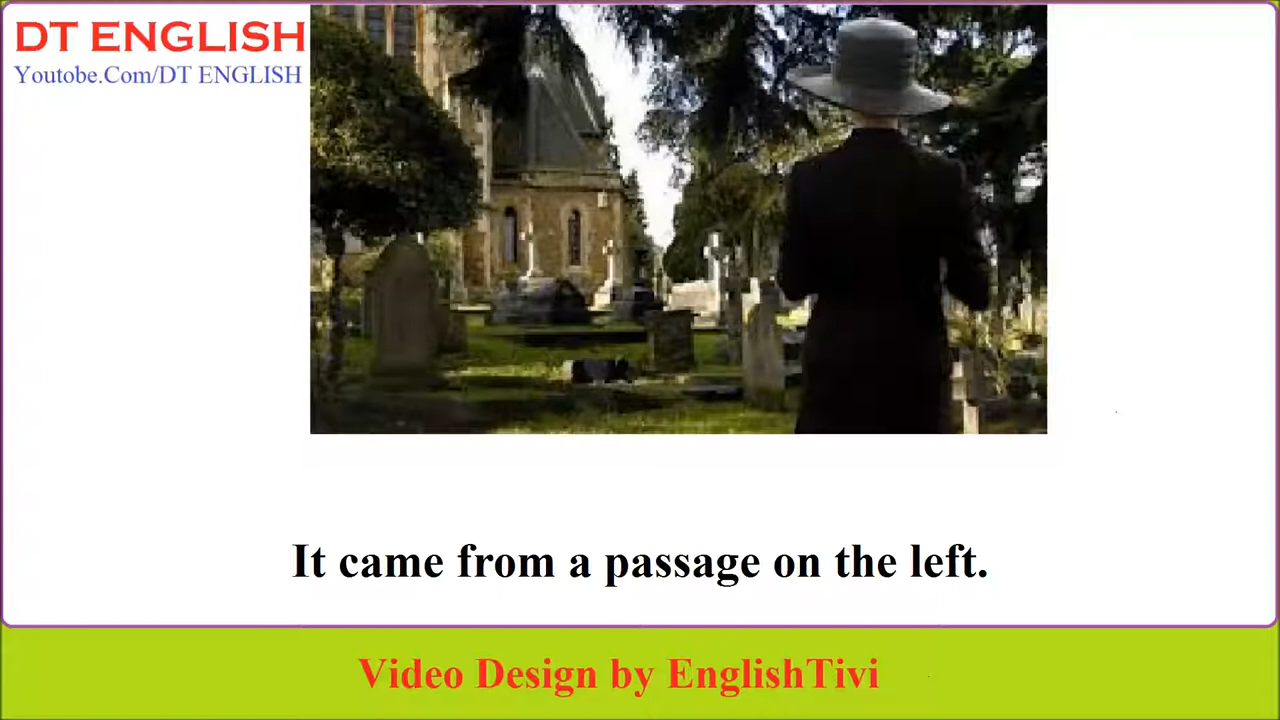 DT ENGLISH
Youtobe.Com/DT ENGLISH
It came from a passage on the left.
Video Design by EnglishTivi